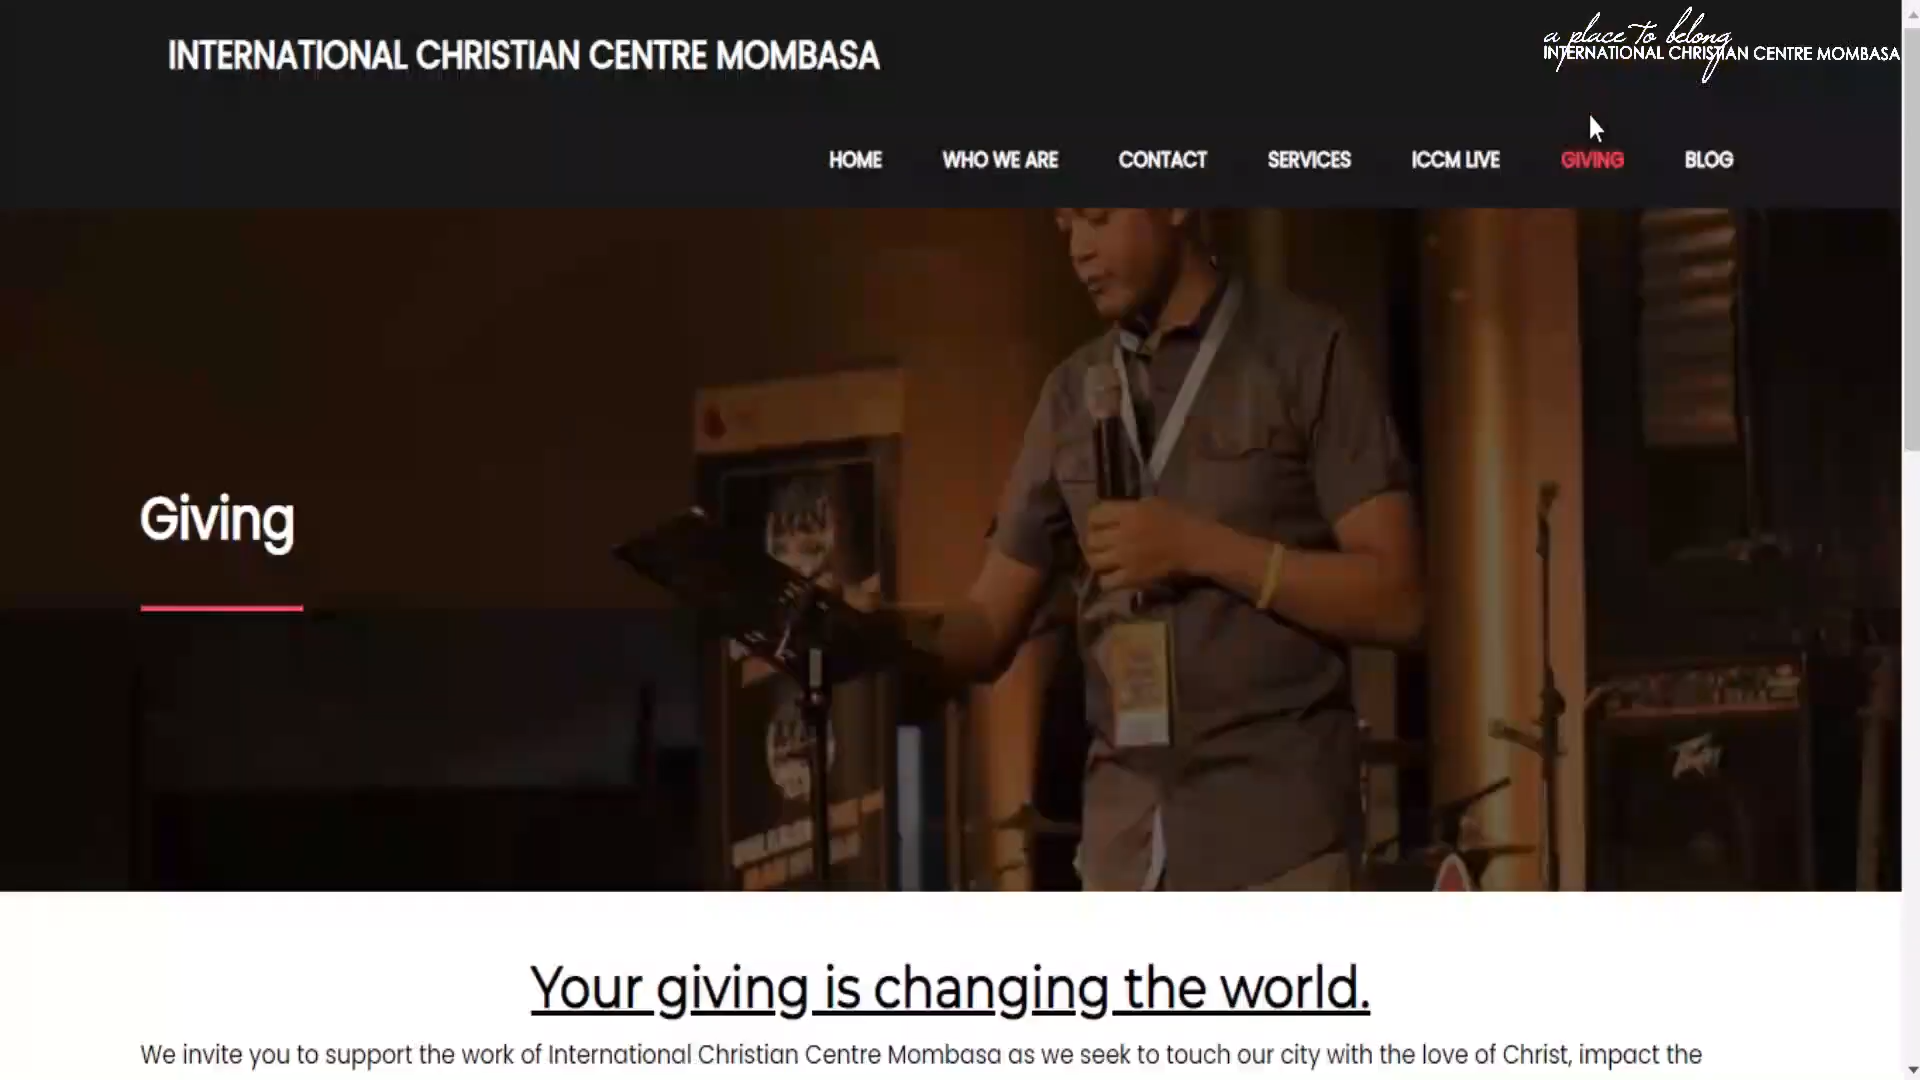 INTERNATIONAL CHRISTIAN CENTRE MOMBASA
a place to belong
INTERNATIONAL CHRISTIAN CENTRE MOMBASA
HOME WHO WE ARE CONTACT SERVICES ICCM LIVE GIVING BLOG
Giving
Your giving is changing the world.
We invite you to support the work of International Christian Centre Mombasa as we seek to touch our city with the love of Christ, impact the